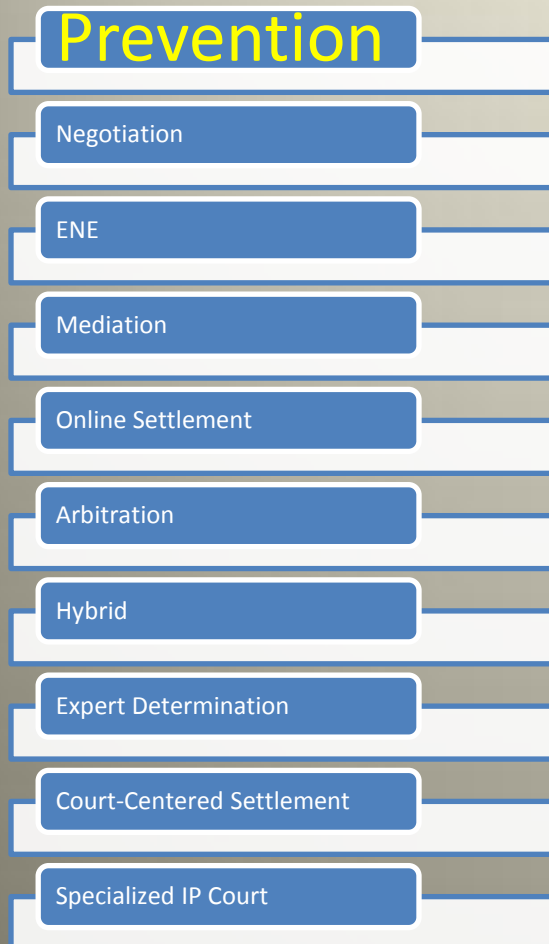 Prevention
Negotiation
ENE
Mediation
Online Settlement
Arbitration
Hybrid
Expert Determination
Court-Centered Settlement
Specialized IP Court